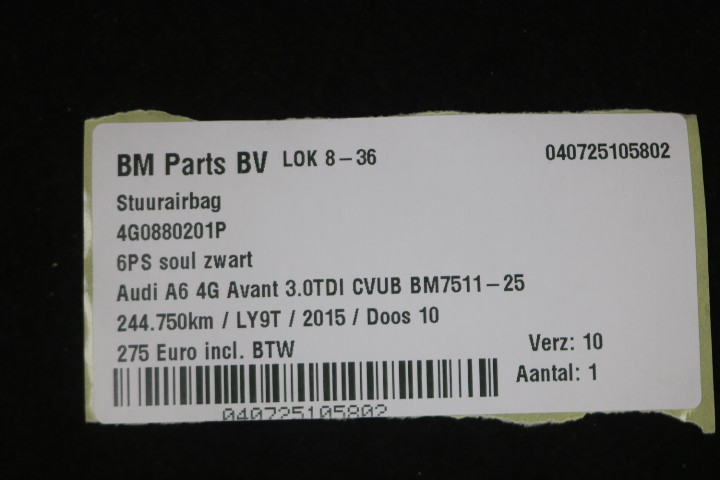 BM Parts BV LOK 8-36 040725105802
Stuurairbag
4G0880201P
6PS soul zwart
Audi A6 4G Avant 3.0TDI CVUB BM7511-25
244.750km / LY9T / 2015 / Doos 10
275 Euro incl. BTW
Verz: 10
Aantal: 1
040725105802